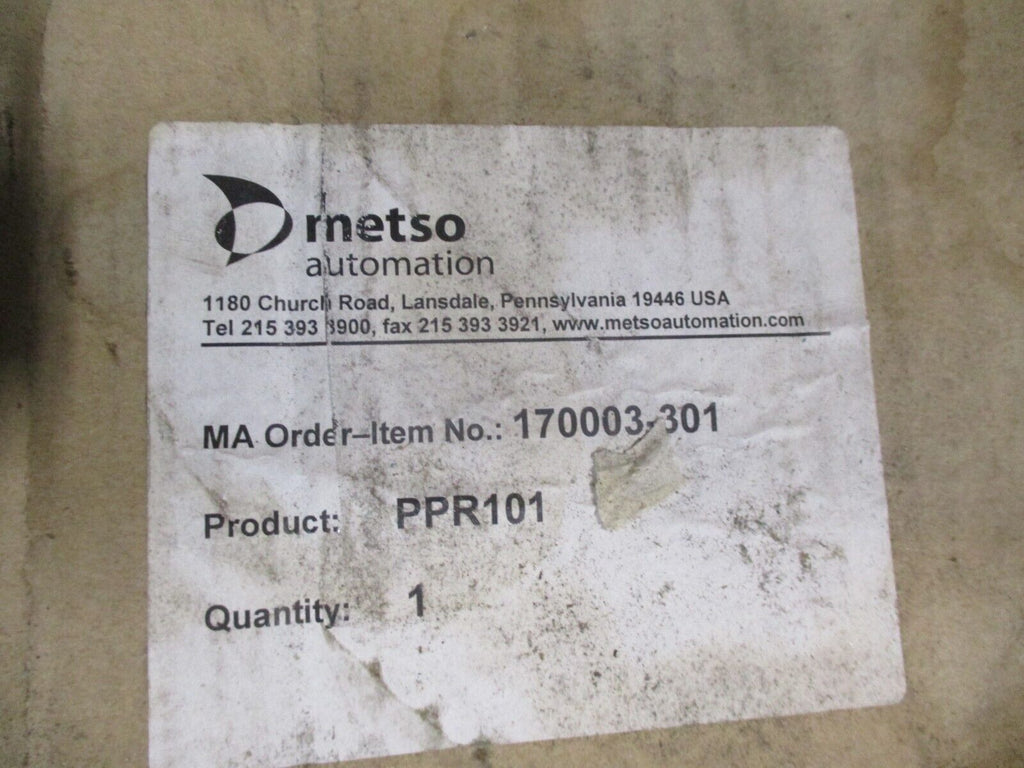 metso
automation
1180 Church Road, Lansdale, Pennsylvania 19446 USA
Tel 215 393 3900, fax 215 393 3921, www.metsoautomation.com
MA Order–Item No.: 170003-301
Product: PPR101
Quantity: 1